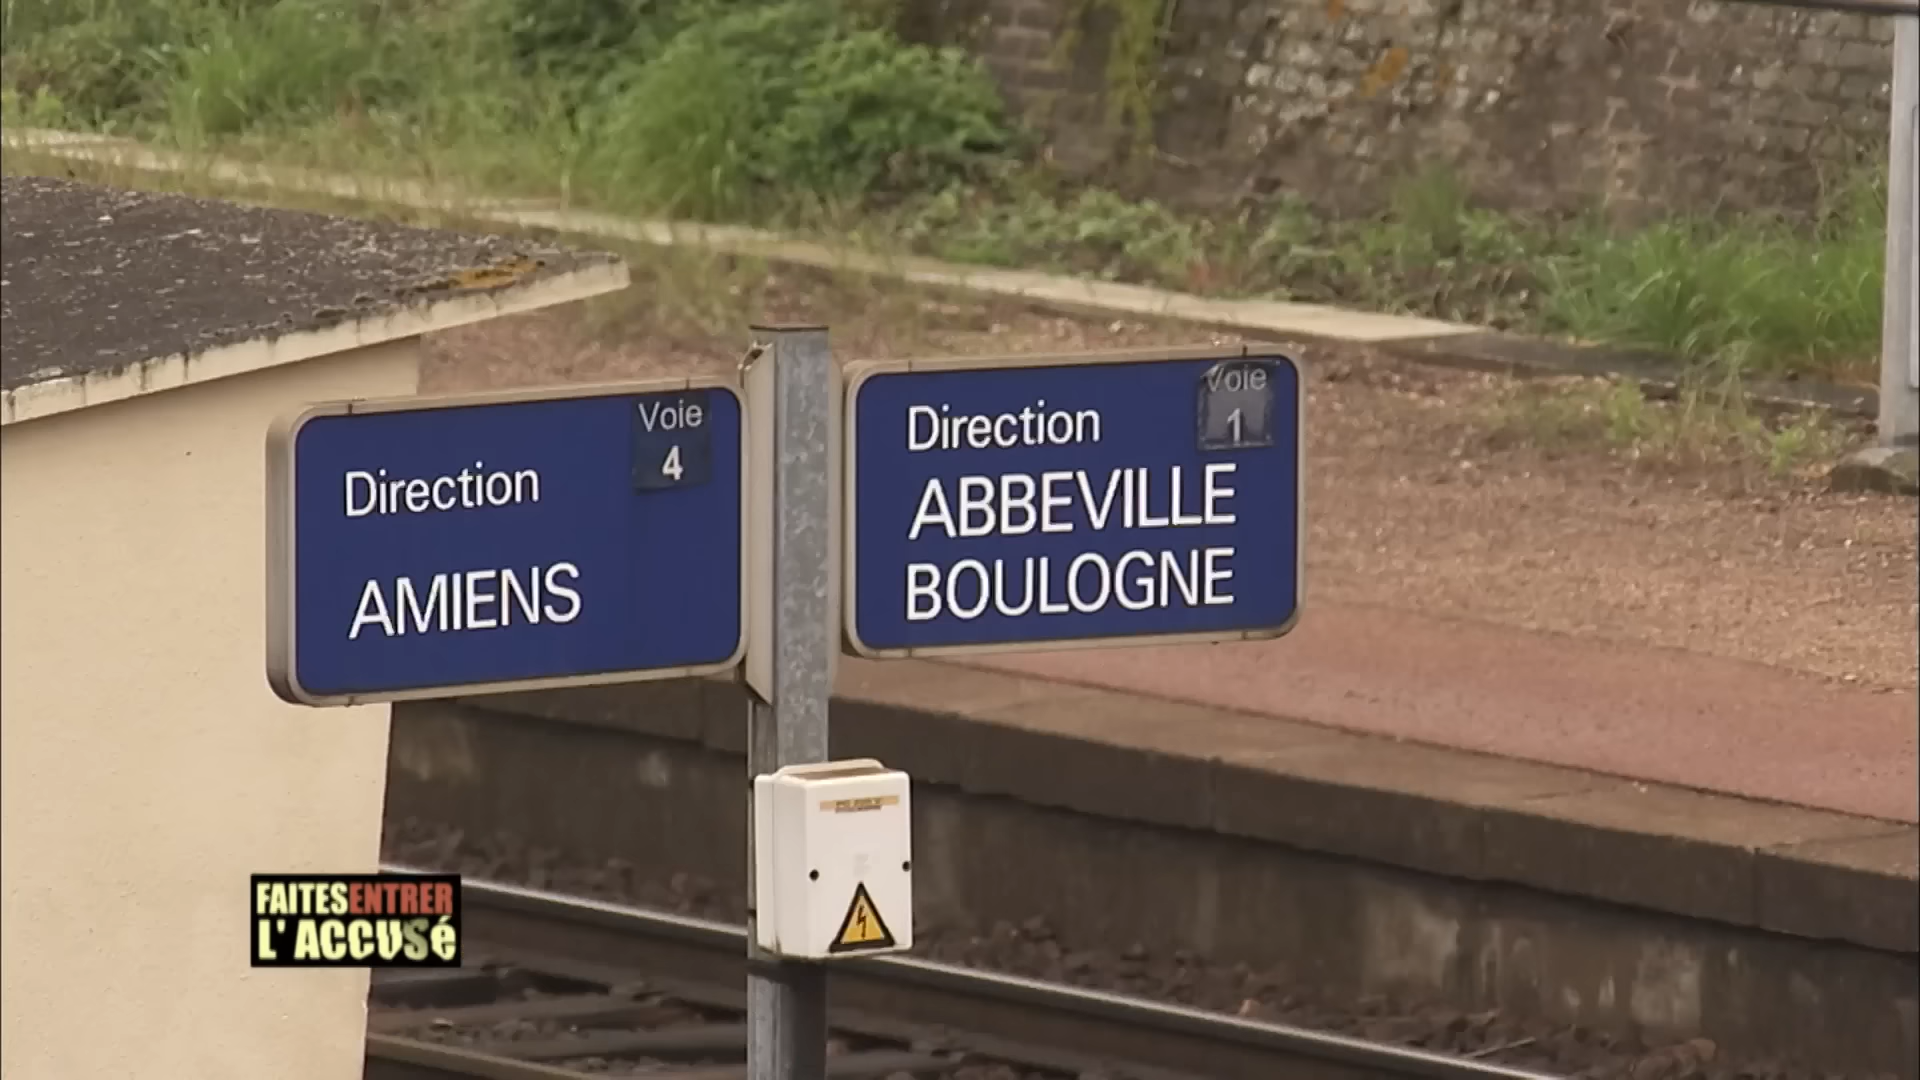 Voie
4
Direction
AMIENS
Voie
1
Direction
ABBEVILLE
BOULOGNE
FAITES ENTRER
L'ACCUSé